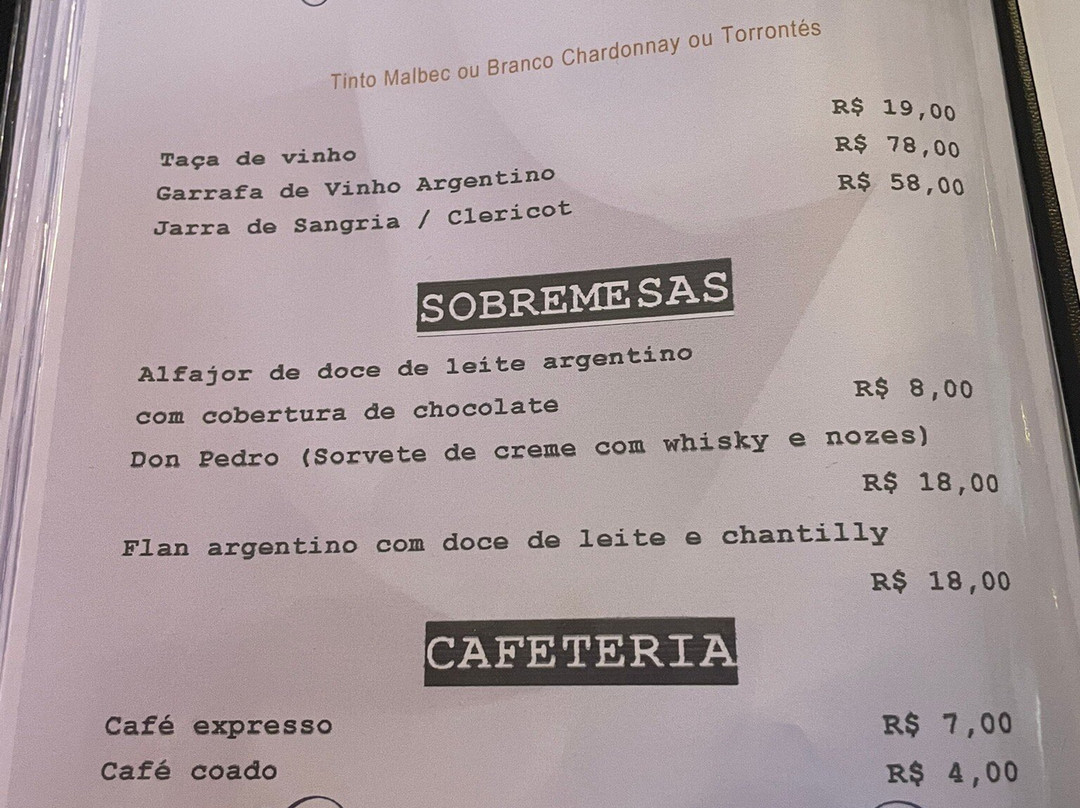 Tinto Malbec ou Branco Chardonnay ou Torrontés
Taça de vinho R$ 19,00
Garrafa de Vinho Argentino R$ 78,00
Jarra de Sangria / Clericot R$ 58,00
SOBREMESAS
Alfajor de doce de leite argentino
com cobertura de chocolate R$ 8,00
Don Pedro (Sorvete de creme com whisky e nozes)
R$ 18,00
Flan argentino com doce de leite e chantilly
R$ 18,00
CAFETERIA
Café expresso R$ 7,00
Café coado R$ 4,00